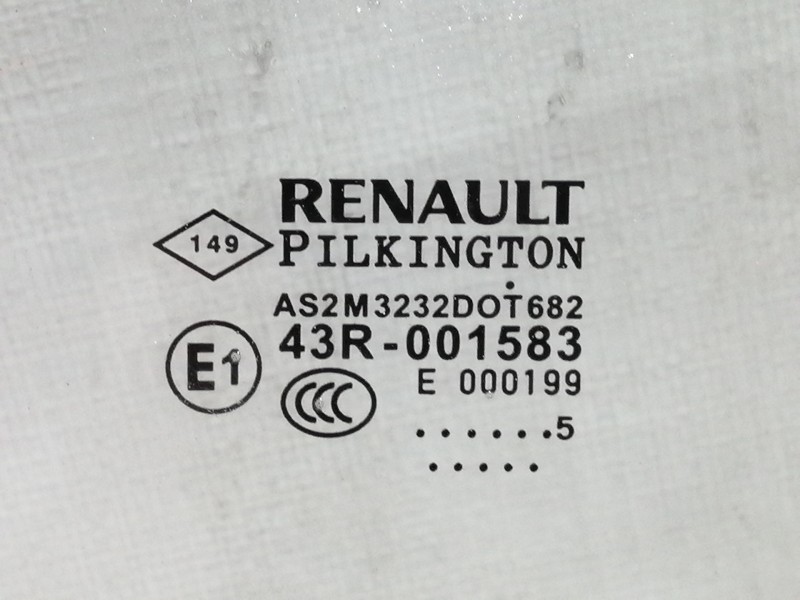 RENAULT
149 PILKINGTON
AS2M3232DOT682
43R-001583
E1
E 000199
CCC
......5
.....